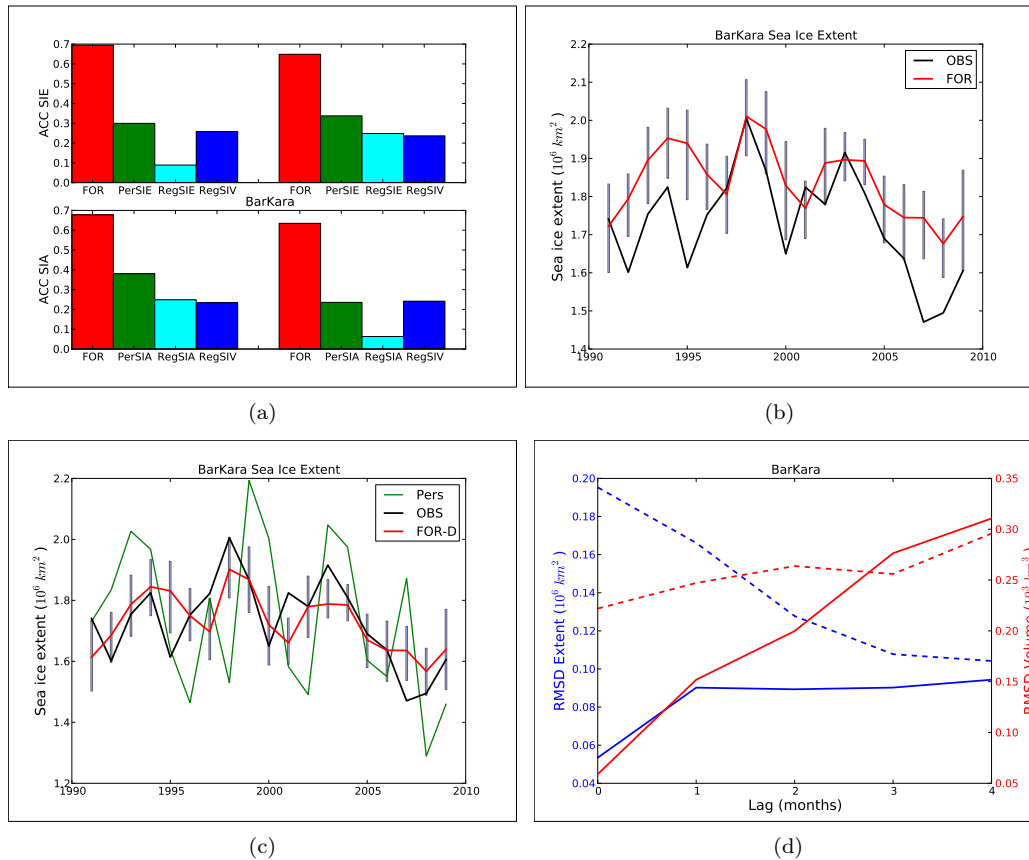 0.7
0.6
0.5
0.4
0.3
0.2
0.1
0.0
ACC SIE
FOR PerSIE RegSIE RegSIV FOR PerSIE RegSIE RegSIV
BarKara
0.7
0.6
0.5
0.4
0.3
0.2
0.1
0.0
ACC SIA
FOR PerSIA RegSIA RegSIV FOR PerSIA RegSIA RegSIV
(a)
BarKara Sea Ice Extent
OBS
FOR
Sea ice extent (10^6 km^2 )
2.2
2.1
2.0
1.9
1.8
1.7
1.6
1.5
1.4
1990 1995 2000 2005 2010
(b)
BarKara Sea Ice Extent
Pers
OBS
FOR-D
Sea ice extent (10^6 km^2 )
2.2
2.0
1.8
1.6
1.4
1.2
1990 1995 2000 2005 2010
(c)
BarKara
RMSD Extent (10^6 km^2 )
0.20
0.18
0.16
0.14
0.12
0.10
0.08
0.06
0.04
0.35
0.30
0.25
0.20
0.15
0.10
0.05
RMSD Volume
0 1 2 3 4
Lag (months)
(d)